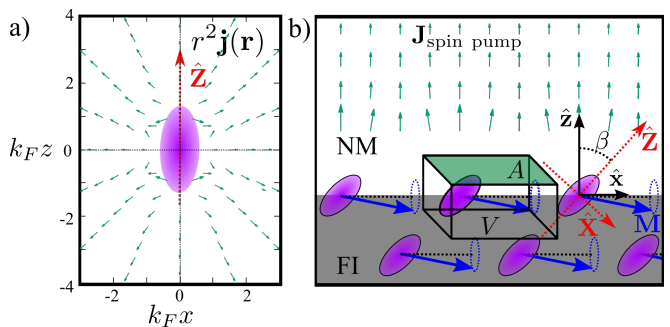 a)
r²j(r)
Ẑ
4
2
0
-2
-4
k_F z
-2
0
2
k_F x
b)
J_spin pump
NM
ẑ
β
Ẑ
A
x̂
V
X̂
M
FI